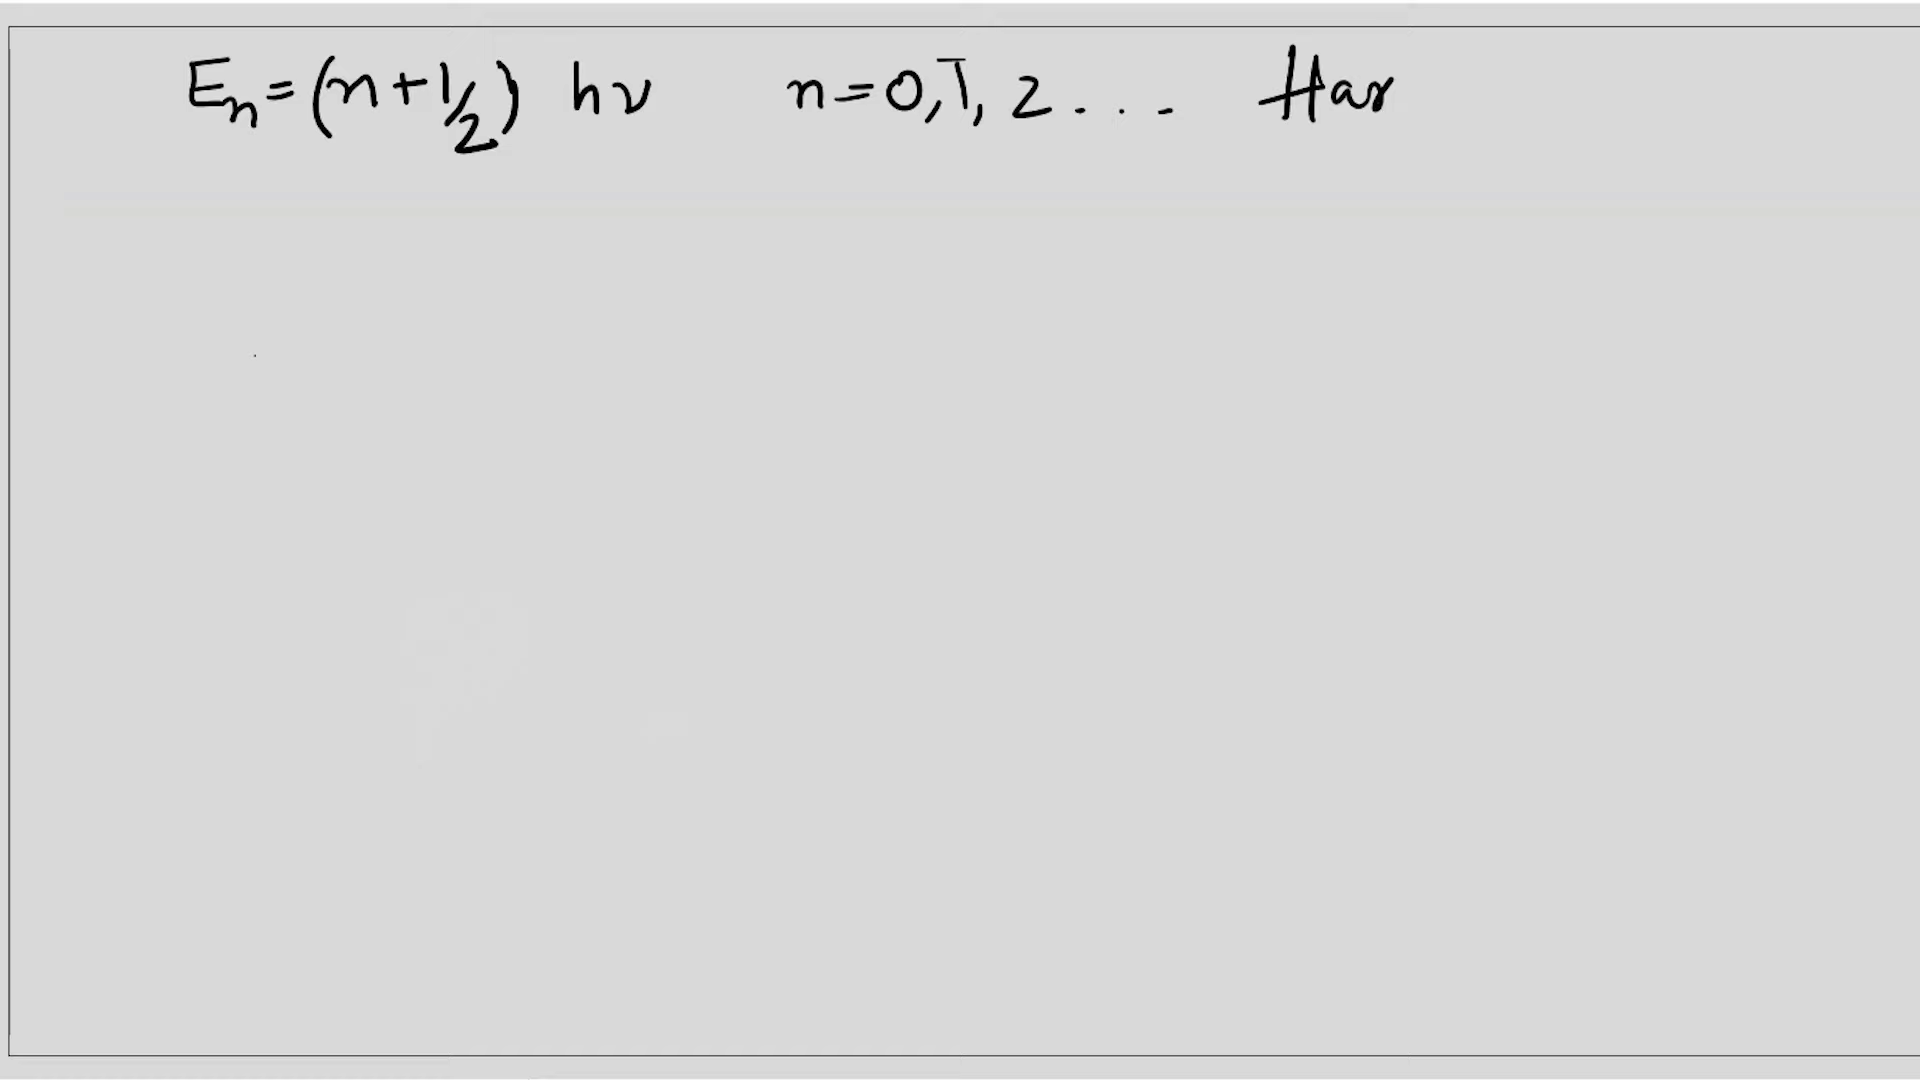 Eₙ = (n + 1/2) hν n = 0, 1, 2 . . . . Har